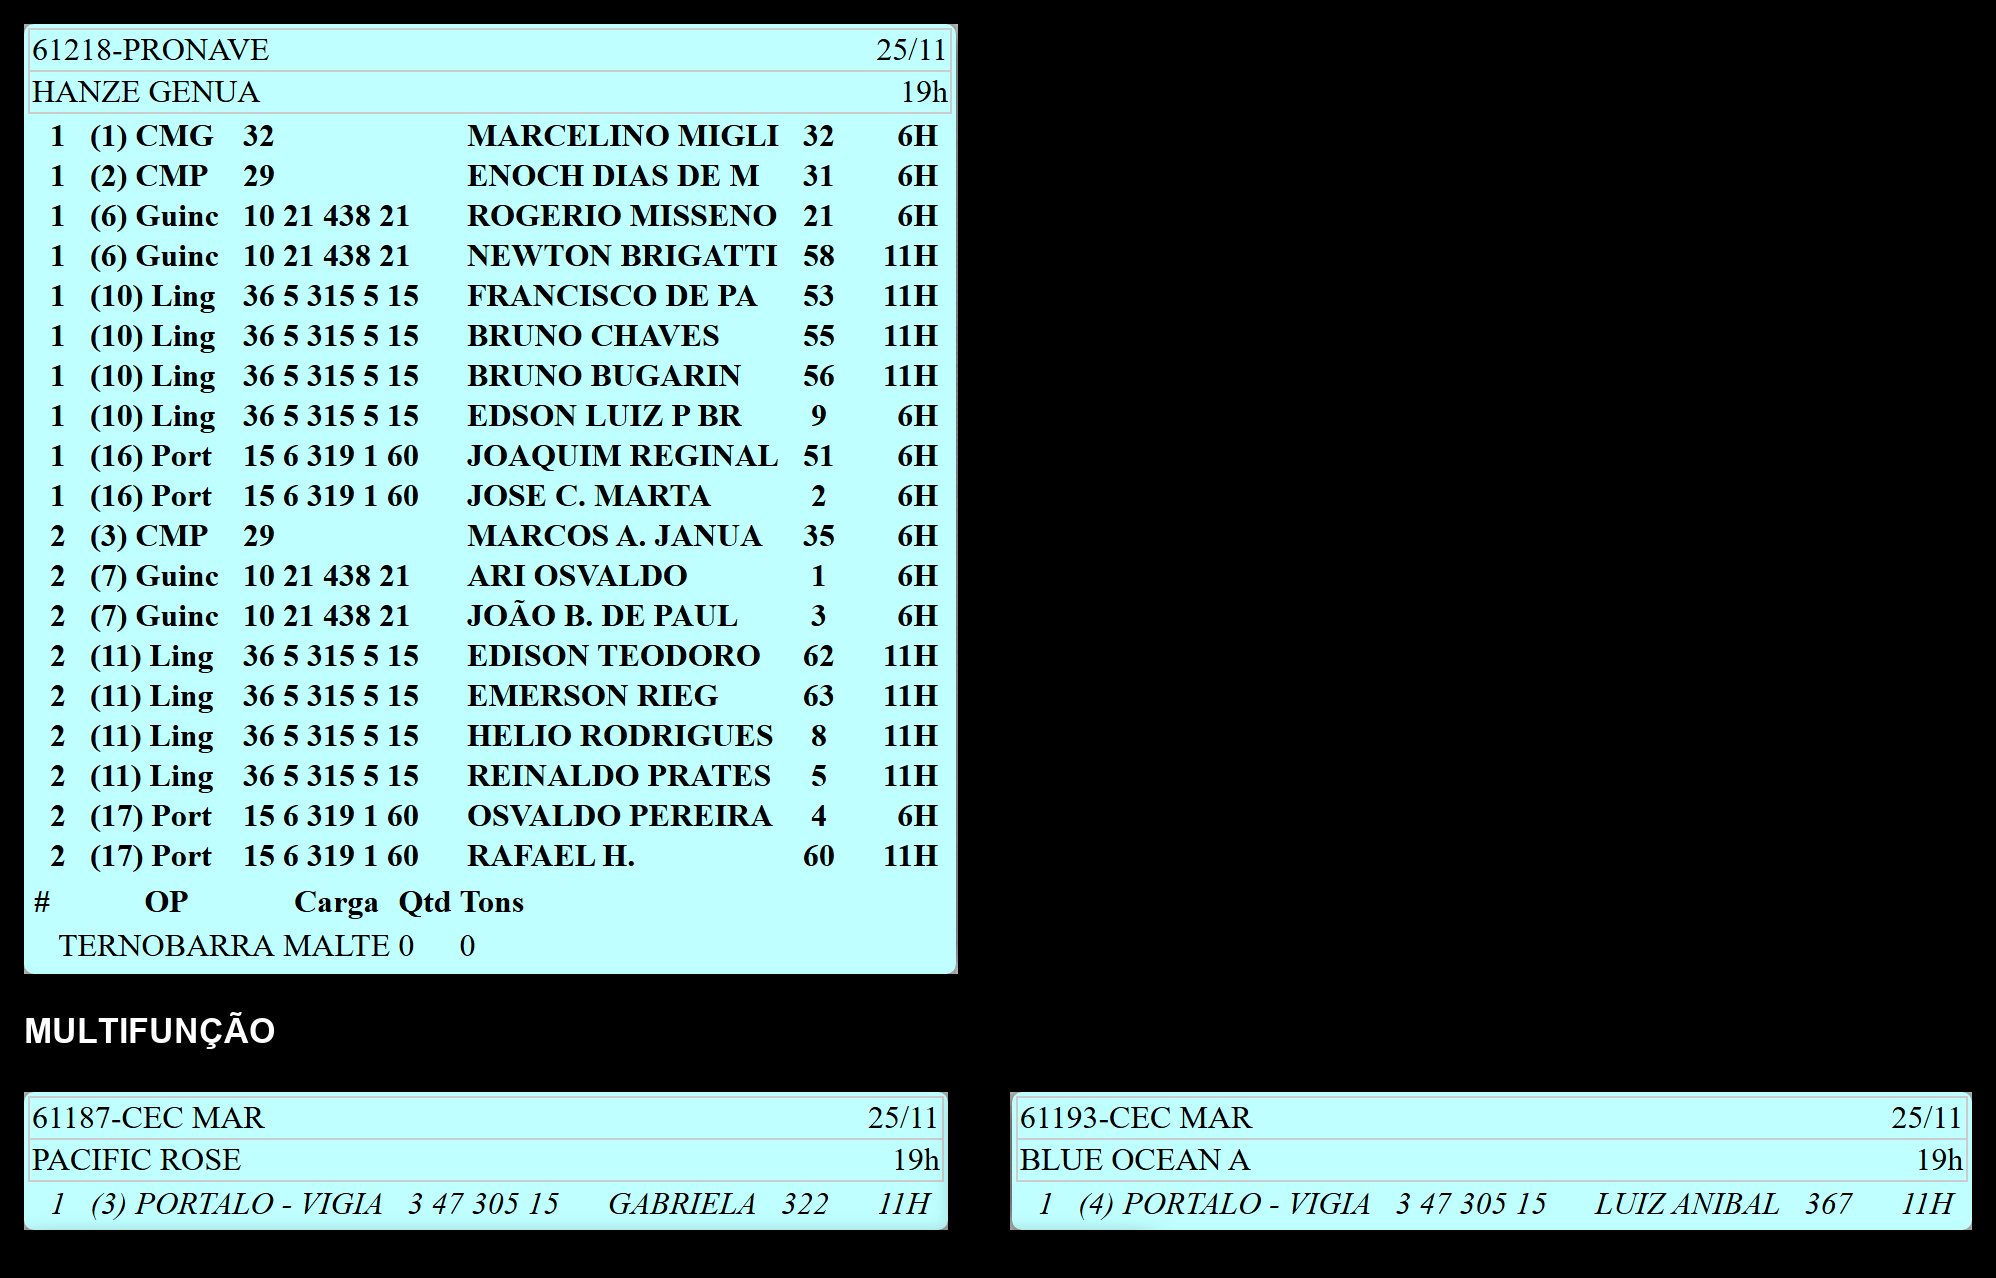 61218-PRONAVE 25/11
HANZE GENUA 19h
1 (1) CMG 32 MARCELINO MIGLI 32 6H
1 (2) CMP 29 ENOCH DIAS DE M 31 6H
1 (6) Guinc 10 21 438 21 ROGERIO MISSENO 21 6H
1 (6) Guinc 10 21 438 21 NEWTON BRIGATTI 58 11H
1 (10) Ling 36 5 315 5 15 FRANCISCO DE PA 53 11H
1 (10) Ling 36 5 315 5 15 BRUNO CHAVES 55 11H
1 (10) Ling 36 5 315 5 15 BRUNO BUGARIN 56 11H
1 (10) Ling 36 5 315 5 15 EDSON LUIZ P BR 9 6H
1 (16) Port 15 6 319 1 60 JOAQUIM REGINAL 51 6H
1 (16) Port 15 6 319 1 60 JOSE C. MARTA 2 6H
2 (3) CMP 29 MARCOS A. JANUA 35 6H
2 (7) Guinc 10 21 438 21 ARI OSVALDO 1 6H
2 (7) Guinc 10 21 438 21 JOÃO B. DE PAUL 3 6H
2 (11) Ling 36 5 315 5 15 EDISON TEODORO 62 11H
2 (11) Ling 36 5 315 5 15 EMERSON RIEG 63 11H
2 (11) Ling 36 5 315 5 15 HELIO RODRIGUES 8 11H
2 (11) Ling 36 5 315 5 15 REINALDO PRATES 5 11H
2 (17) Port 15 6 319 1 60 OSVALDO PEREIRA 4 6H
2 (17) Port 15 6 319 1 60 RAFAEL H. 60 11H
# OP Carga Qtd Tons
TERNOBARRA MALTE 0 0
MULTIFUNÇÃO
61187-CEC MAR 25/11
PACIFIC ROSE 19h
1 (3) PORTALO - VIGIA 3 47 305 15 GABRIELA 322 11H
61193-CEC MAR 25/11
BLUE OCEAN A 19h
1 (4) PORTALO - VIGIA 3 47 305 15 LUIZ ANIBAL 367 11H